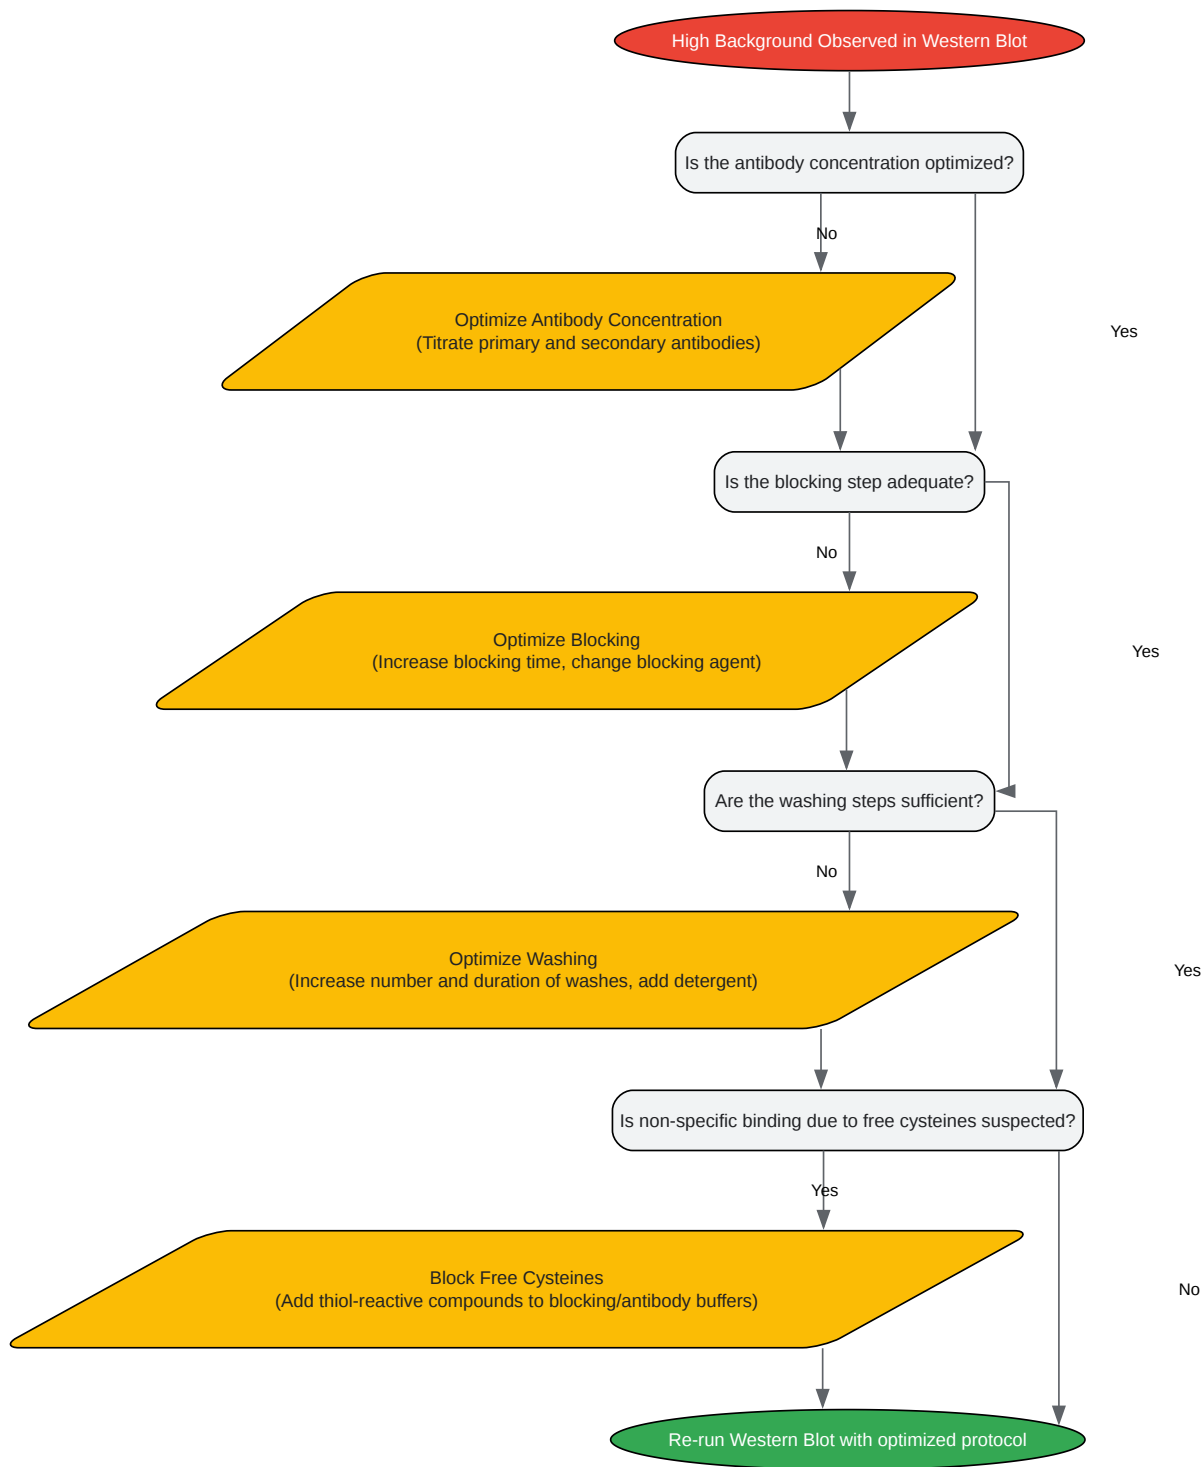 High Background Observed in Western Blot
Is the antibody concentration optimized?
No
Optimize Antibody Concentration
(Titrate primary and secondary antibodies)
Yes
Is the blocking step adequate?
No
Optimize Blocking
(Increase blocking time, change blocking agent)
Yes
Are the washing steps sufficient?
No
Optimize Washing
(Increase number and duration of washes, add detergent)
Yes
Is non-specific binding due to free cysteines suspected?
Yes
Block Free Cysteines
(Add thiol-reactive compounds to blocking/antibody buffers)
No
Re-run Western Blot with optimized protocol